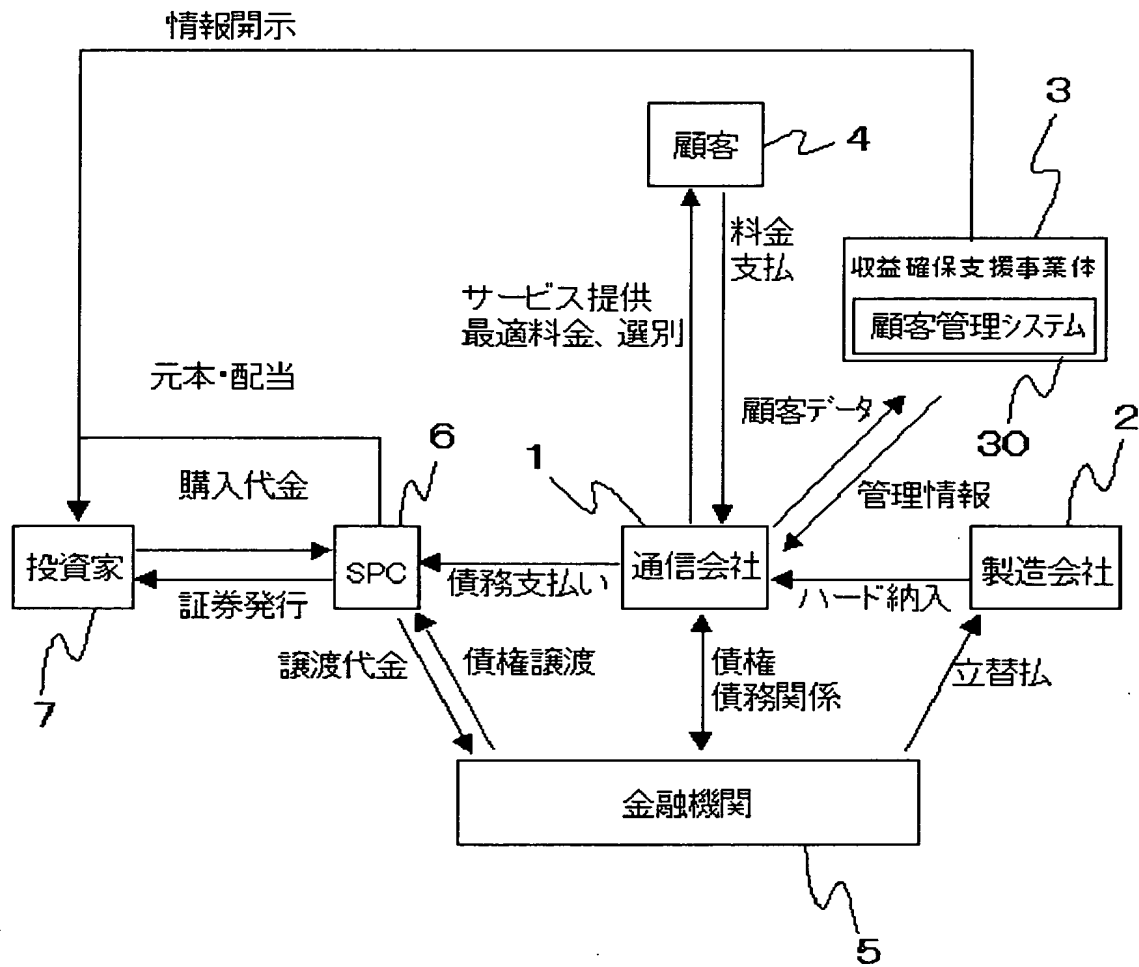 情報開示
3
顧客
4
料金
支払
収益確保支援事業体
顧客管理システム
サービス提供
最適料金、選別
元本・配当
顧客データ
30
2
6
1
購入代金
管理情報
投資家
SPC
債務支払い
通信会社
ハード納入
製造会社
証券発行
譲渡代金
債権譲渡
債権
債務関係
立替払
7
金融機関
5